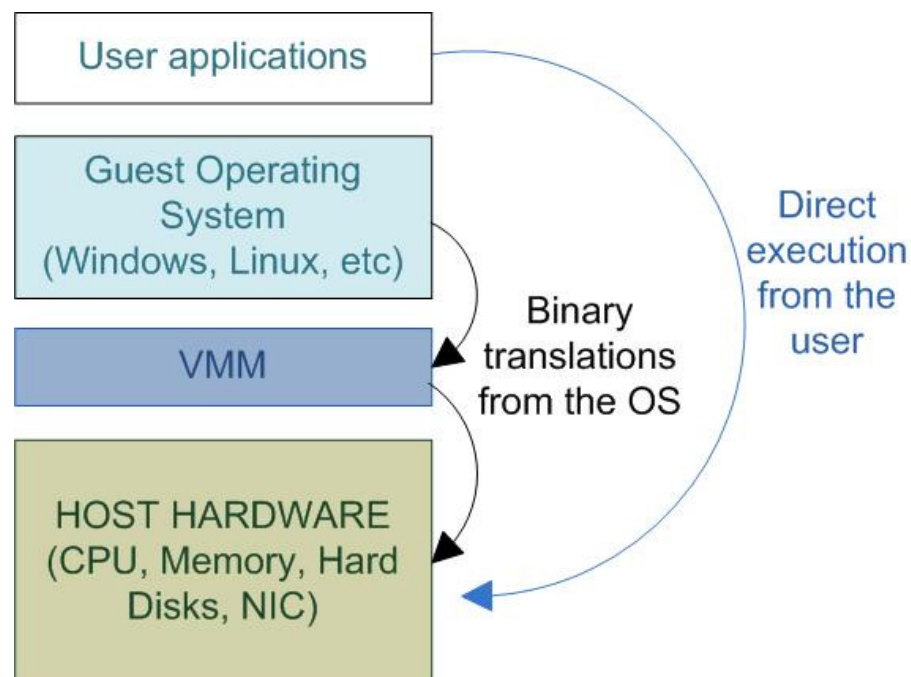 User applications
Guest Operating
System
(Windows, Linux, etc)
VMM
HOST HARDWARE
(CPU, Memory, Hard
Disks, NIC)
Binary
translations
from the OS
Direct
execution
from the
user